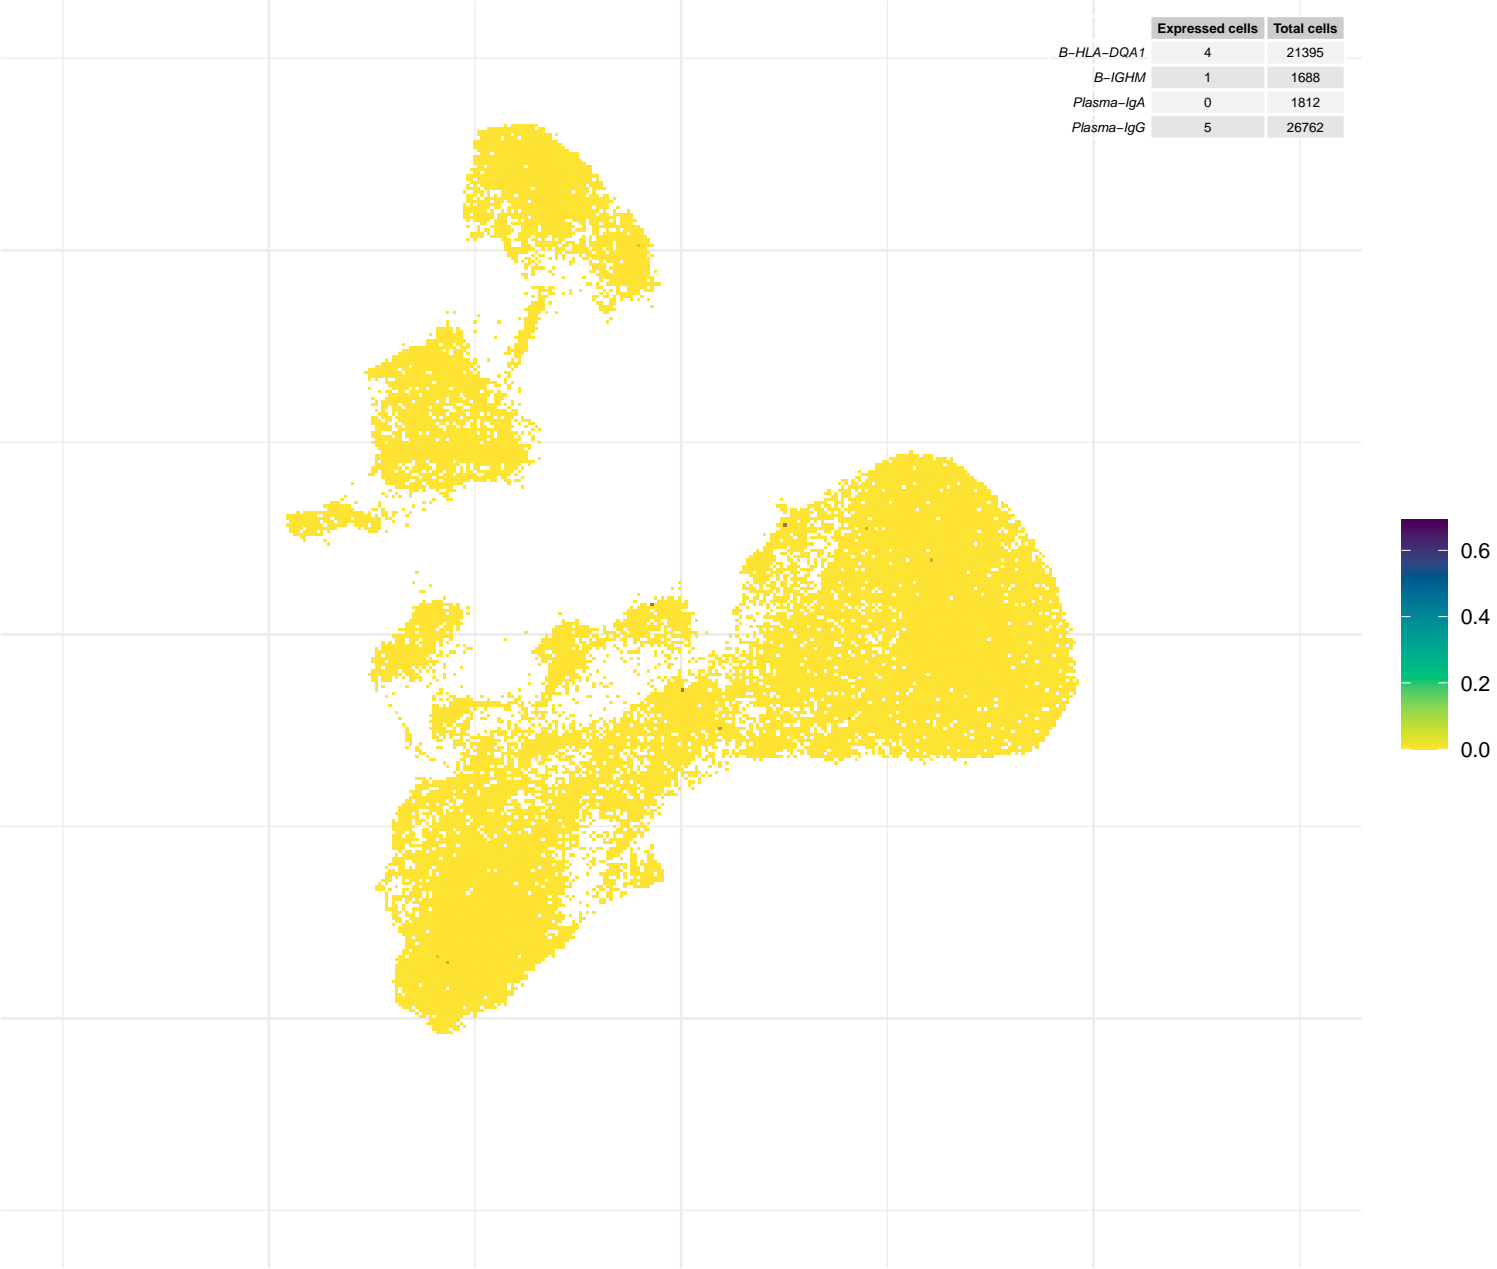 Expressed cells Total cells
B−HLA−DQA1 4 21395
B−IGHM 1 1688
Plasma−IgA 0 1812
Plasma−IgG 5 26762
0.6
0.4
0.2
0.0